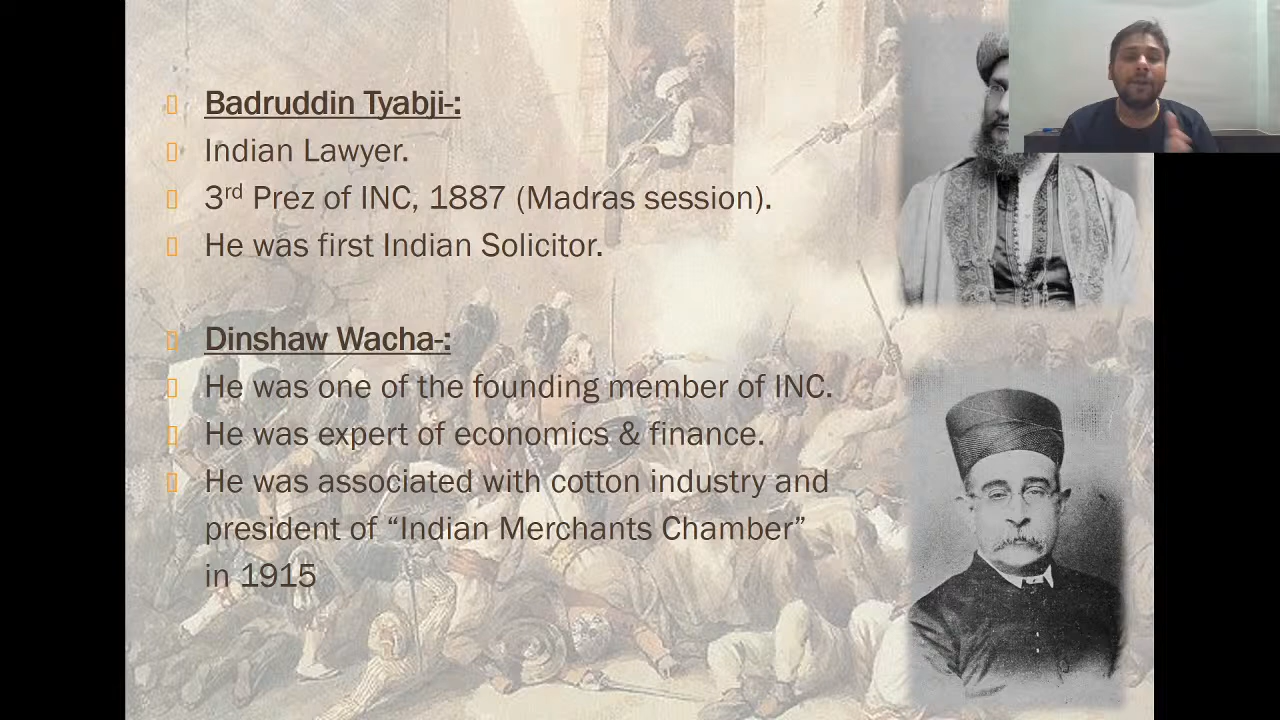 Badruddin Tyabji-:
Indian Lawyer.
3rd Prez of INC, 1887 (Madras session).
He was first Indian Solicitor.
Dinshaw Wacha-:
He was one of the founding member of INC.
He was expert of economics & finance.
He was associated with cotton industry and
president of “Indian Merchants Chamber”
in 1915